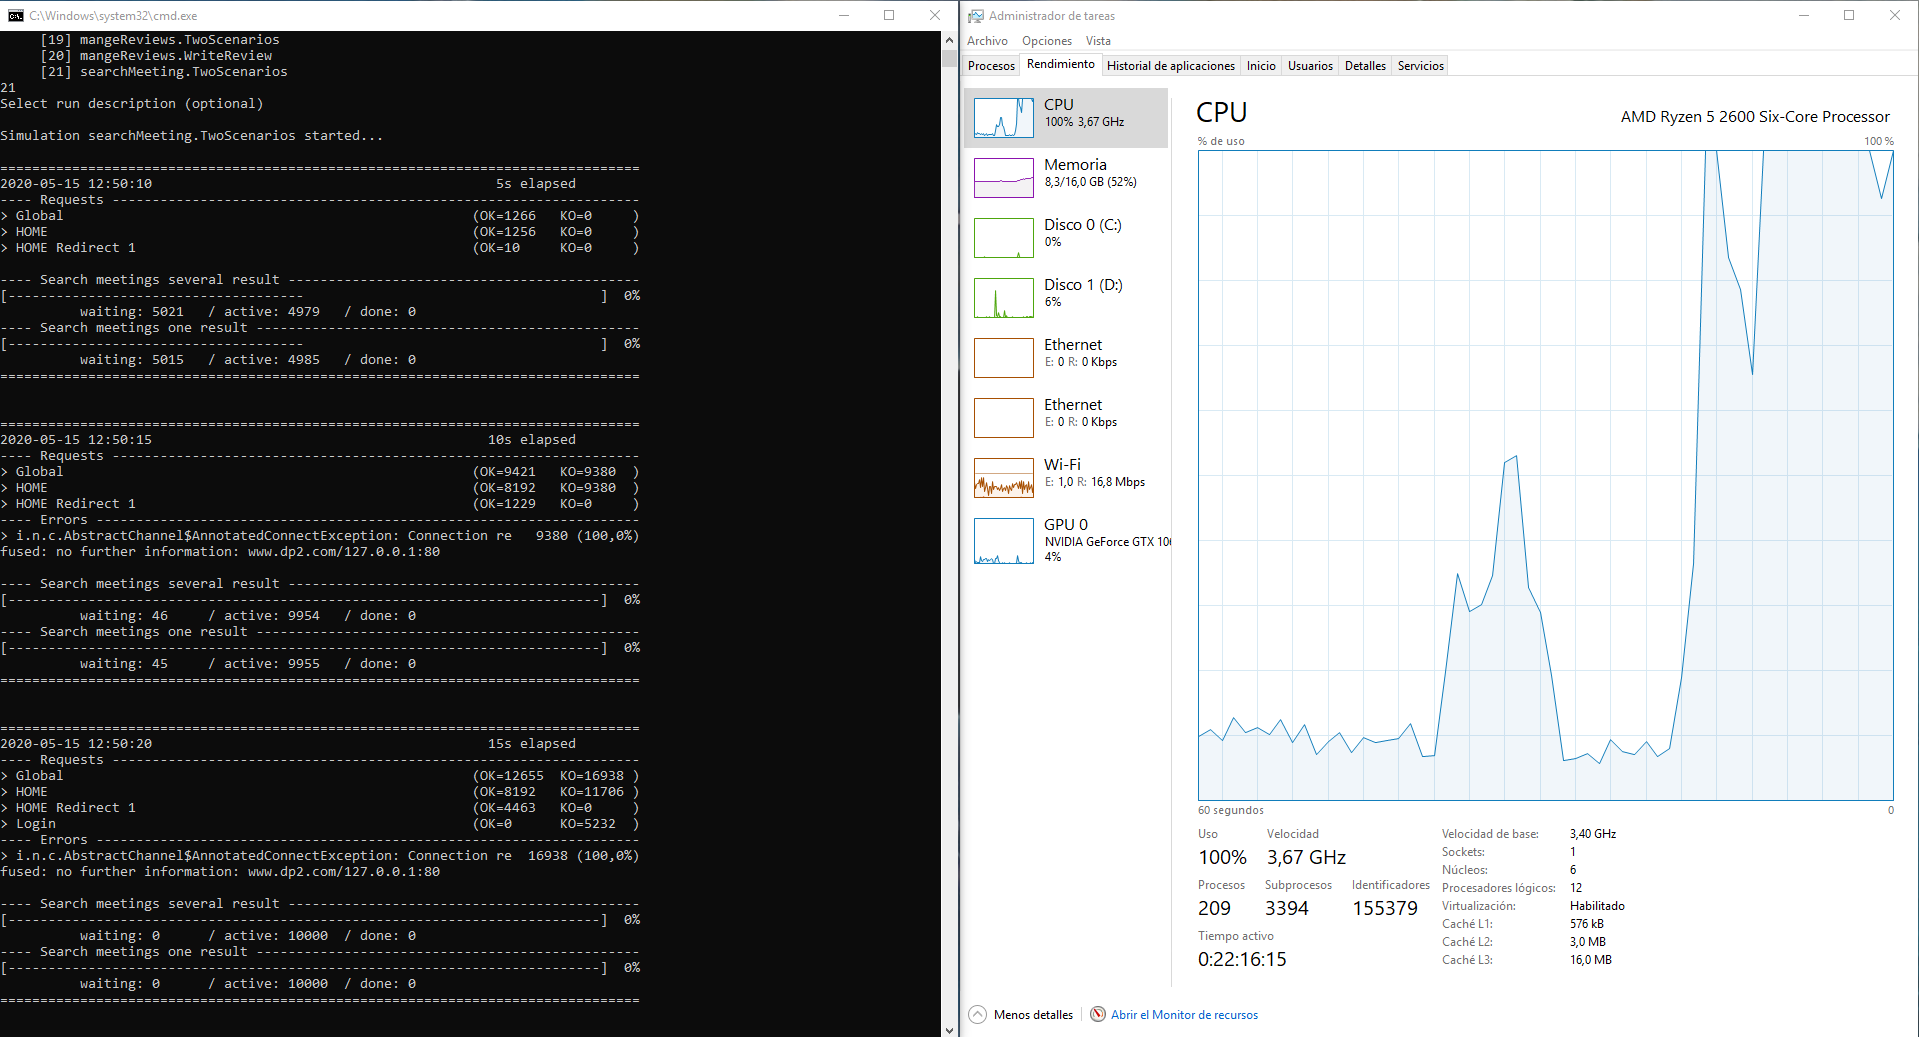 C:\Windows\system32\cmd.exe
[19] mangeReviews.TwoScenarios
[20] mangeReviews.WriteReview
[21] searchMeeting.TwoScenarios
21
Select run description (optional)
Simulation searchMeeting.TwoScenarios started...
================================================================================
2020-05-15 12:50:10                                           5s elapsed
---- Requests ------------------------------------------------------------------
> Global                                                   (OK=1266   KO=0     )
> HOME                                                     (OK=1256   KO=0     )
> HOME Redirect 1                                          (OK=10     KO=0     )
---- Search meetings several result --------------------------------------------
[-------------------------------------                                     ]  0%
waiting: 5021   / active: 4979   / done: 0
---- Search meetings one result ------------------------------------------------
[-------------------------------------                                     ]  0%
waiting: 5015   / active: 4985   / done: 0
================================================================================
================================================================================
2020-05-15 12:50:15                                          10s elapsed
---- Requests ------------------------------------------------------------------
> Global                                                   (OK=9421   KO=9380  )
> HOME                                                     (OK=8192   KO=9380  )
> HOME Redirect 1                                          (OK=1229   KO=0     )
---- Errors --------------------------------------------------------------------
> i.n.c.AbstractChannel$AnnotatedConnectException: Connection re   9380 (100,0%)
fused: no further information: www.dp2.com/127.0.0.1:80
---- Search meetings several result --------------------------------------------
[--------------------------------------------------------------------------]  0%
waiting: 46     / active: 9954   / done: 0
---- Search meetings one result ------------------------------------------------
[--------------------------------------------------------------------------]  0%
waiting: 45     / active: 9955   / done: 0
================================================================================
================================================================================
2020-05-15 12:50:20                                          15s elapsed
---- Requests ------------------------------------------------------------------
> Global                                                   (OK=12655  KO=16938 )
> HOME                                                     (OK=8192   KO=11706 )
> HOME Redirect 1                                          (OK=4463   KO=0     )
> Login                                                    (OK=0      KO=5232  )
---- Errors --------------------------------------------------------------------
> i.n.c.AbstractChannel$AnnotatedConnectException: Connection re  16938 (100,0%)
fused: no further information: www.dp2.com/127.0.0.1:80
---- Search meetings several result --------------------------------------------
[--------------------------------------------------------------------------]  0%
waiting: 0      / active: 10000  / done: 0
---- Search meetings one result ------------------------------------------------
[--------------------------------------------------------------------------]  0%
waiting: 0      / active: 10000  / done: 0
================================================================================
Administrador de tareas
Archivo Opciones Vista
Procesos Rendimiento Historial de aplicaciones Inicio Usuarios Detalles Servicios
CPU
100% 3,67 GHz
Memoria
8,3/16,0 GB (52%)
Disco 0 (C:)
0%
Disco 1 (D:)
6%
Ethernet
E: 0 R: 0 Kbps
Ethernet
E: 0 R: 0 Kbps
Wi-Fi
E: 1,0 R: 16,8 Mbps
GPU 0
NVIDIA GeForce GTX 10
4%
CPU AMD Ryzen 5 2600 Six-Core Processor
% de uso 100 %
60 segundos 0
Uso Velocidad
100% 3,67 GHz
Procesos Subprocesos Identificadores
209 3394 155379
Tiempo activo
0:22:16:15
Velocidad de base: 3,40 GHz
Sockets: 1
Núcleos: 6
Procesadores lógicos: 12
Virtualización: Habilitado
Caché L1: 576 kB
Caché L2: 3,0 MB
Caché L3: 16,0 MB
Menos detalles Abrir el Monitor de recursos